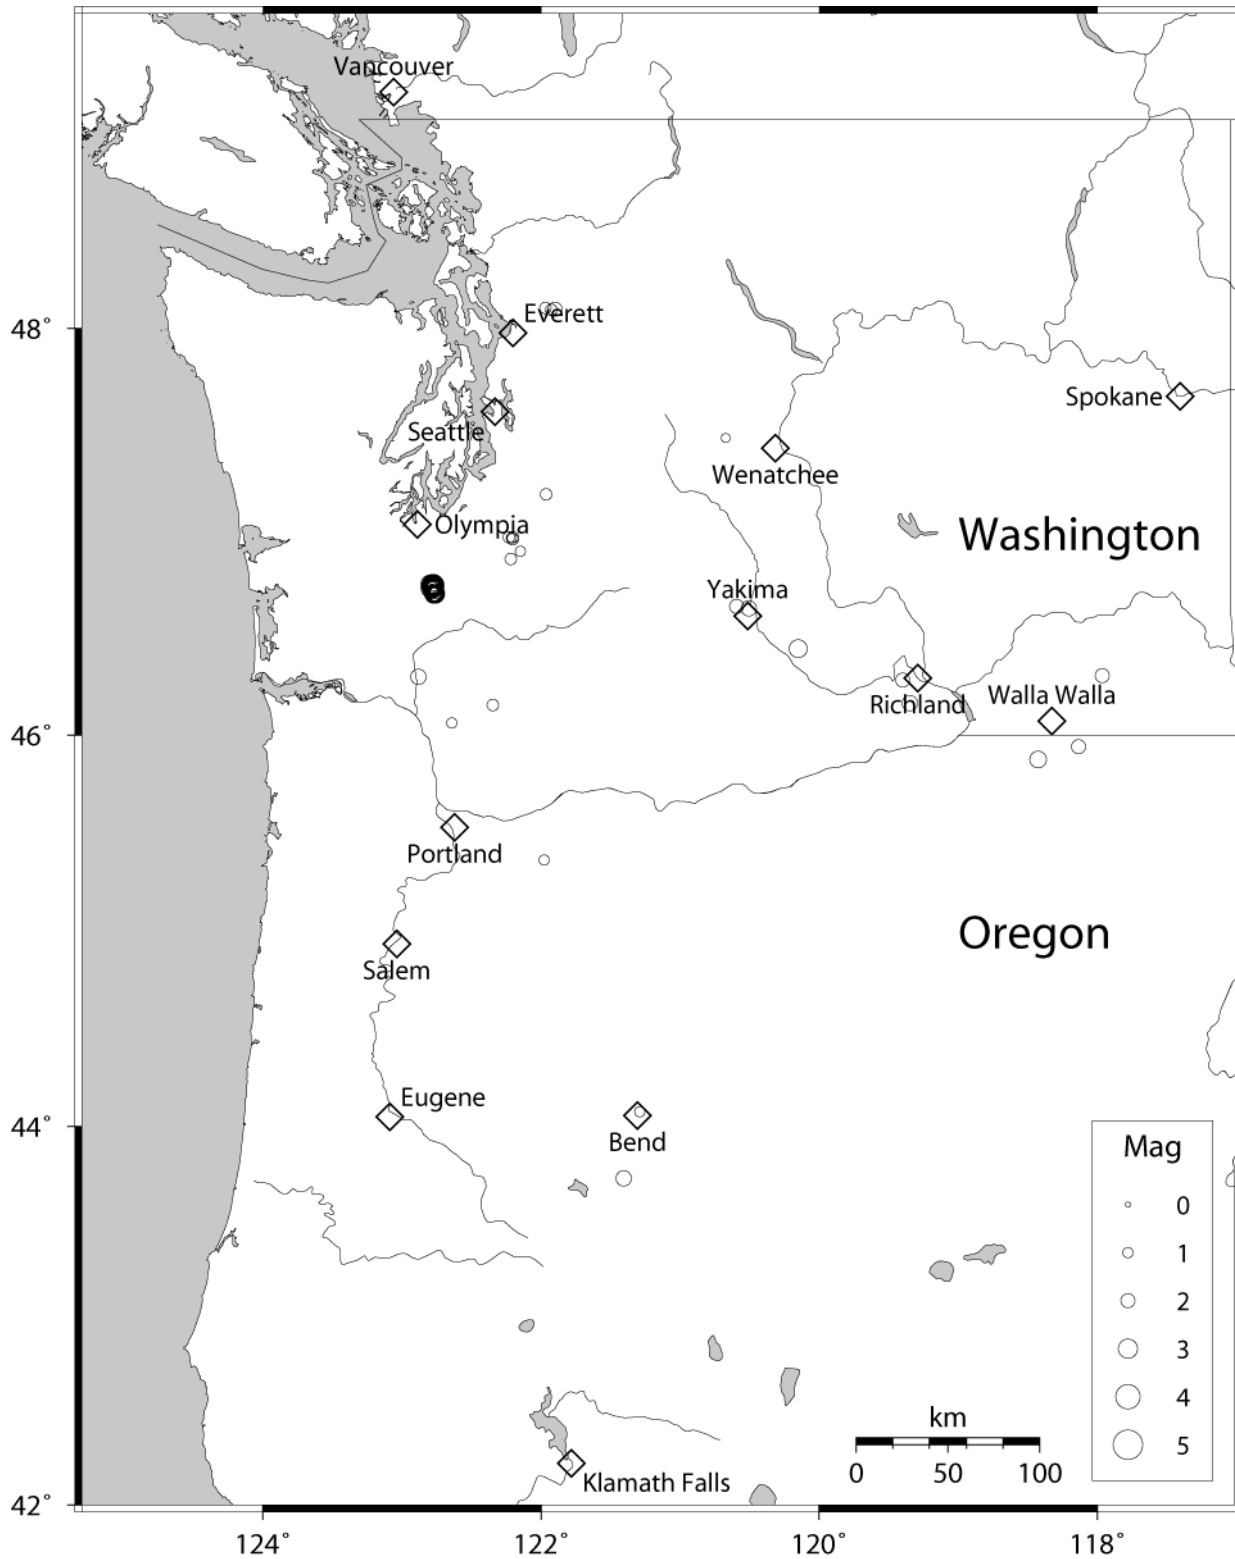 Vancouver
Everett
48˚
Spokane
Seattle
Wenatchee
Olympia
Washington
Yakima
Richland
Walla Walla
46˚
Portland
Oregon
Salem
Eugene
44˚
Bend
Mag
0
1
2
3
4
5
km
0 50 100
Klamath Falls
42˚
124˚ 122˚ 120˚ 118˚